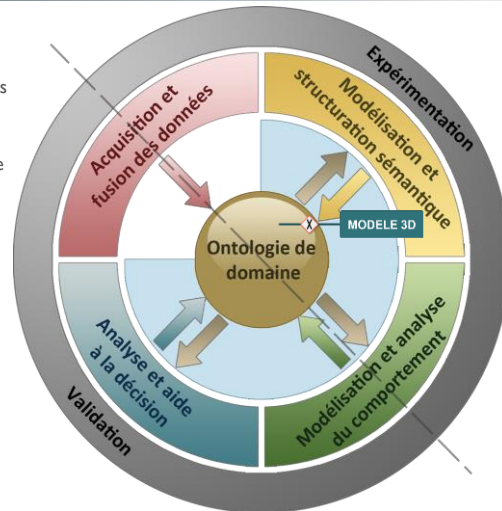 s
e
Expérimentation
Acquisition et
fusion des données
Modélisation et
structuration sémantique
X
MODELE 3D
Ontologie de
domaine
Analyse et aide
à la décision
Modélisation et analyse
du comportement
Validation